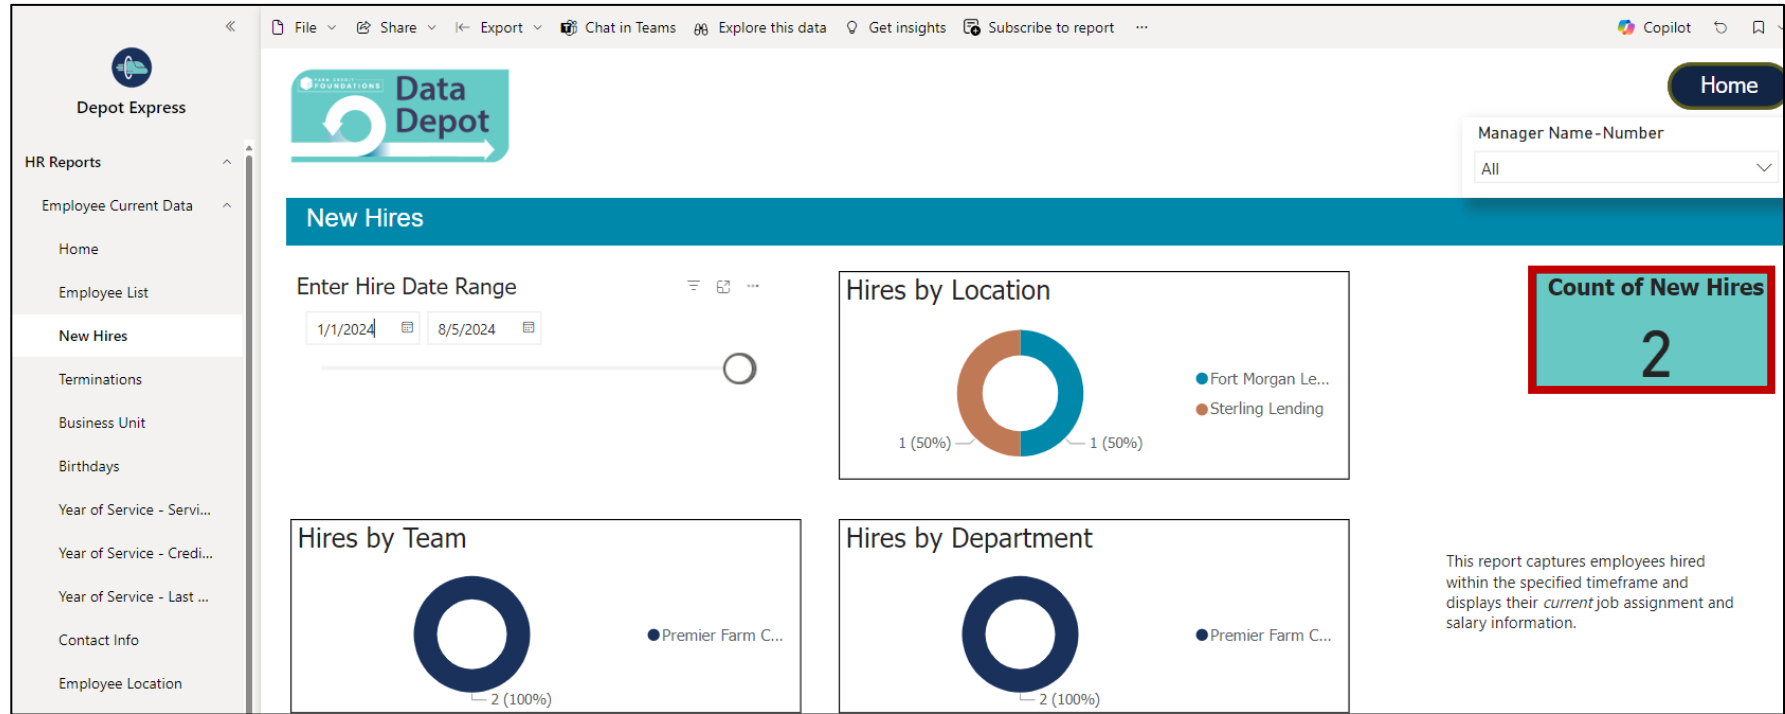 «
Depot Express
HR Reports
Employee Current Data
Home
Employee List
New Hires
Terminations
Business Unit
Birthdays
Year of Service - Servi...
Year of Service - Credi...
Year of Service - Last ...
Contact Info
Employee Location
File
Share
Export
Chat in Teams
Explore this data
Get insights
Subscribe to report
...
Copilot
FARM CREDIT
FOUNDATIONS
Data
Depot
Home
Manager Name-Number
All
New Hires
Enter Hire Date Range
...
1/1/2024
8/5/2024
Hires by Location
1 (50%)
1 (50%)
Fort Morgan Le...
Sterling Lending
Count of New Hires
2
Hires by Team
Premier Farm C...
2 (100%)
Hires by Department
Premier Farm C...
2 (100%)
This report captures employees hired
within the specified timeframe and
displays their current job assignment and
salary information.